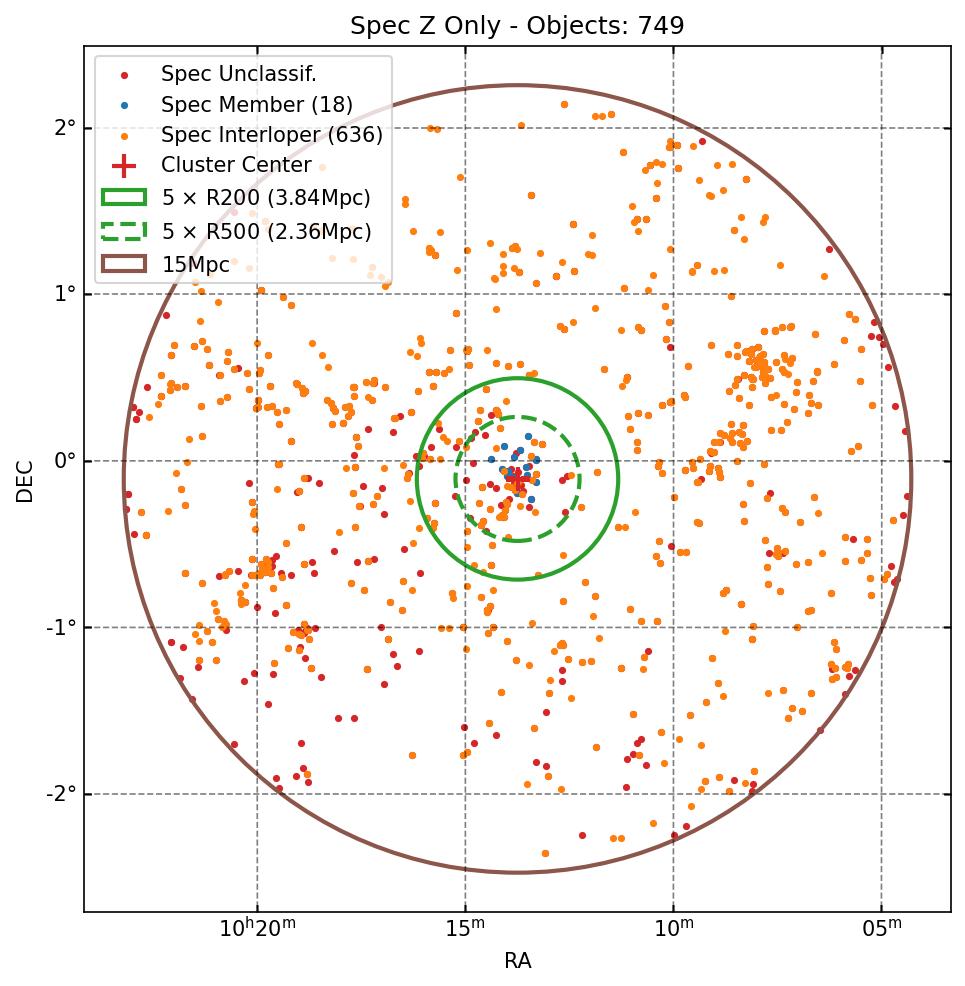 Spec Z Only - Objects: 749
Spec Unclassif.
Spec Member (18)
Spec Interloper (636)
Cluster Center
5 × R200 (3.84Mpc)
5 × R500 (2.36Mpc)
15Mpc
2°
1°
0°
-1°
-2°
DEC
10ʰ20ᵐ 15ᵐ 10ᵐ 05ᵐ
RA